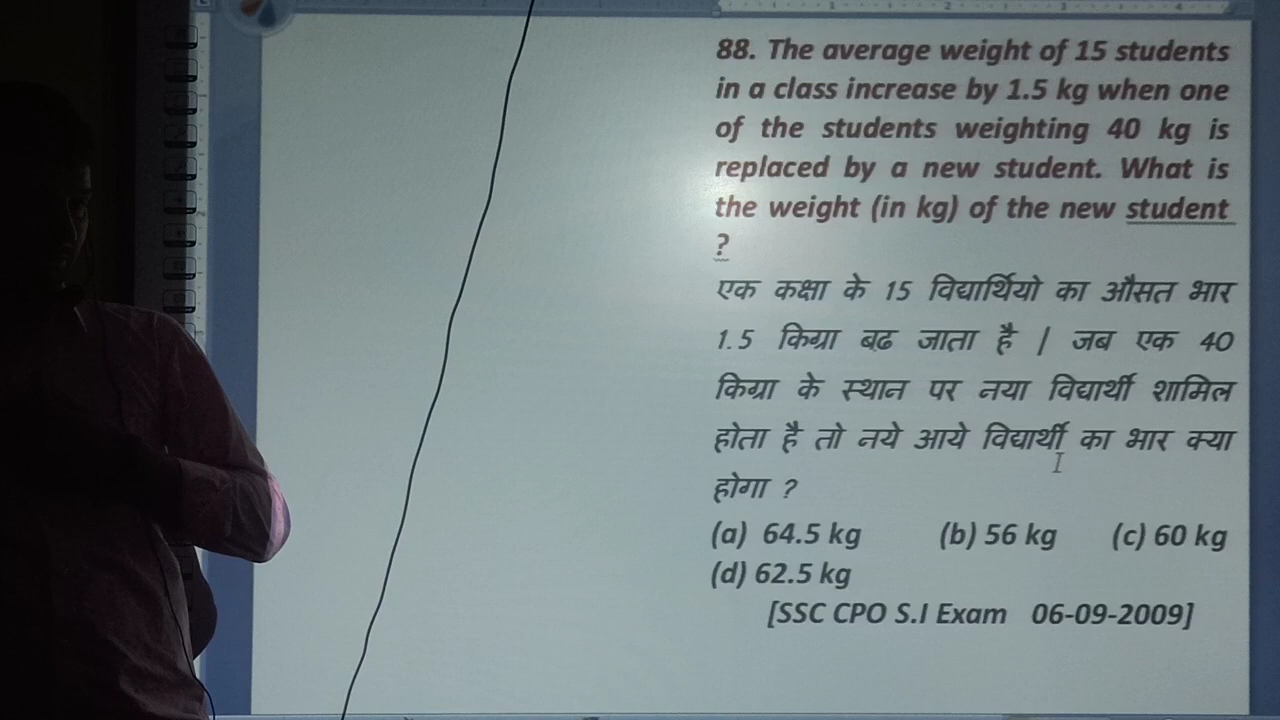 88. The average weight of 15 students
in a class increase by 1.5 kg when one
of the students weighting 40 kg is
replaced by a new student. What is
the weight (in kg) of the new student
?
एक कक्षा के 15 विद्यार्थियो का औसत भार
1.5 किग्रा बढ़ जाता है | जब एक 40
किग्रा के स्थान पर नया विद्यार्थी शामिल
होता है तो नये आये विद्यार्थी का भार क्या
होगा ?
(a) 64.5 kg (b) 56 kg (c) 60 kg
(d) 62.5 kg
[SSC CPO S.I Exam 06-09-2009]